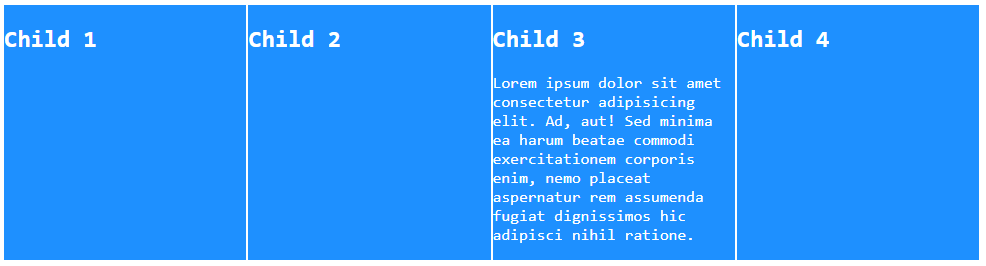 Child 1
Child 2
Child 3
Child 4
Lorem ipsum dolor sit amet
consectetur adipisicing
elit. Ad, aut! Sed minima
ea harum beatae commodi
exercitationem corporis
enim, nemo placeat
aspernatur rem assumenda
fugiat dignissimos hic
adipisci nihil ratione.